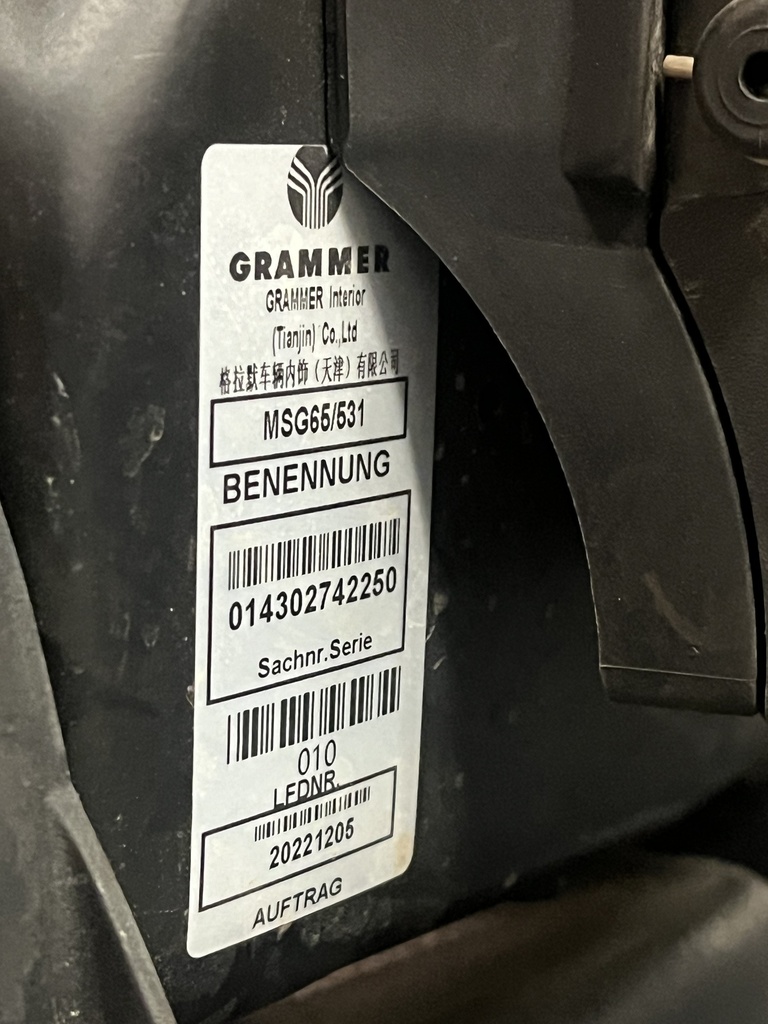 GRAMMER
GRAMMER Interior
(Tianjin) Co.,Ltd
格拉默车辆内饰（天津）有限公司
MSG65/531
BENENNUNG
014302742250
Sachnr.Serie
010
LFDNR.
20221205
AUFTRAG